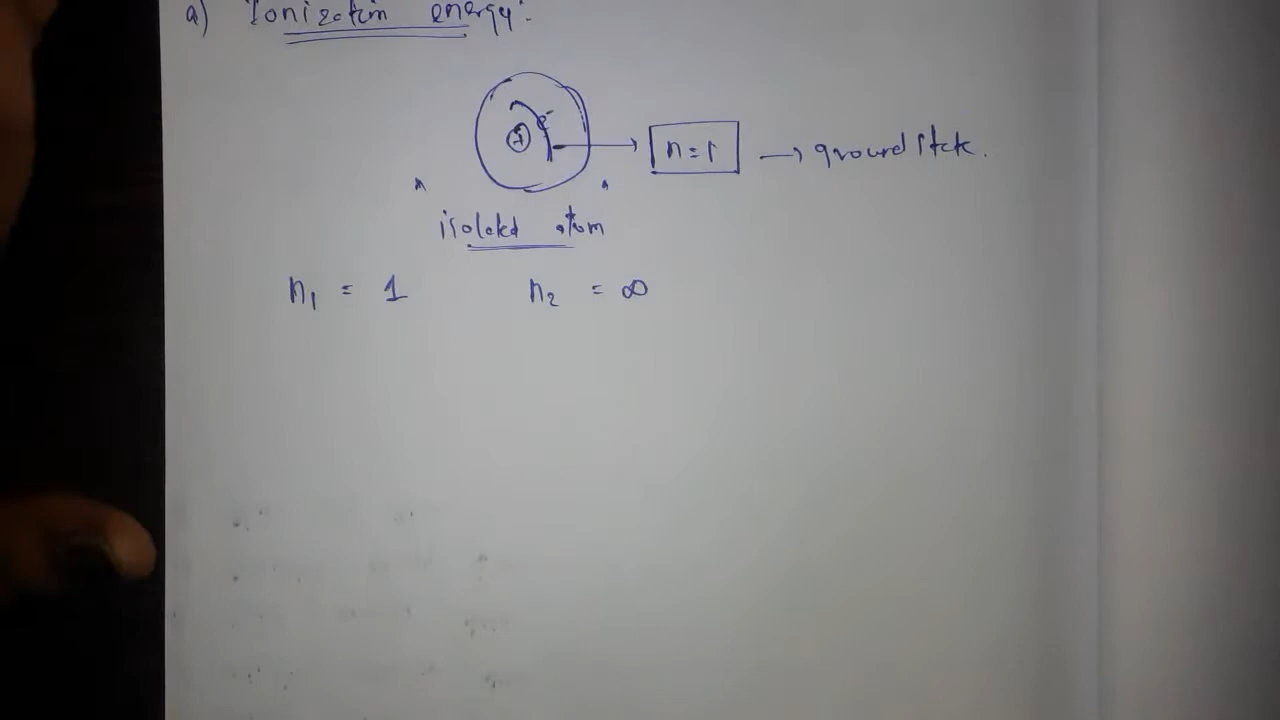 a) Ionization energy:
e⁻
+
n=1 → ground state.
isolated atom
n₁ = 1 n₂ = ∞